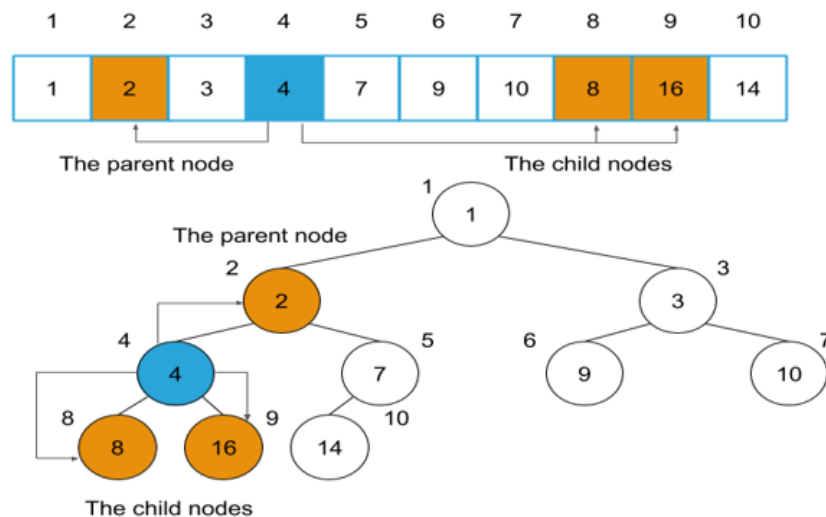 1 2 3 4 5 6 7 8 9 10
1 2 3 4 7 9 10 8 16 14
The parent node The child nodes
1
1
The parent node
2 3
2 3
4 5 6 7
4 7 9 10
8 9 10
8 16 14
The child nodes